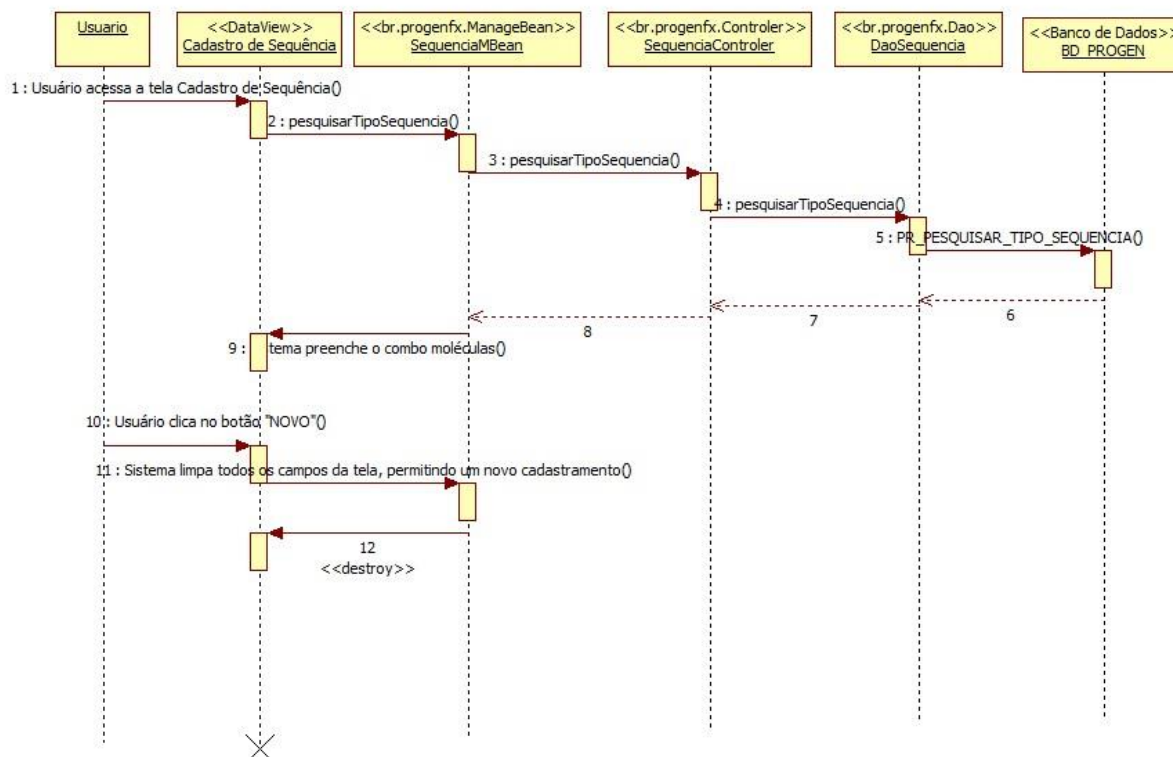 Usuario
<<DataView>>
Cadastro de Sequência
<<br.progenfx.ManageBean>>
SequenciaMBean
<<br.progenfx.Controler>>
SequenciaControler
<<br.progenfx.Dao>>
DaoSequencia
<<Banco de Dados>>
BD_PROGEN
1 : Usuário acessa a tela Cadastro de Sequência()
2 : pesquisarTipoSequencia()
3 : pesquisarTipoSequencia()
4 : pesquisarTipoSequencia()
5 : PR_PESQUISAR_TIPO_SEQUENCIA()
6
7
8
9 : tema preenche o combo moléculas()
10 : Usuário clica no botão "NOVO"()
11 : Sistema limpa todos os campos da tela, permitindo um novo cadastramento()
12
<<destroy>>